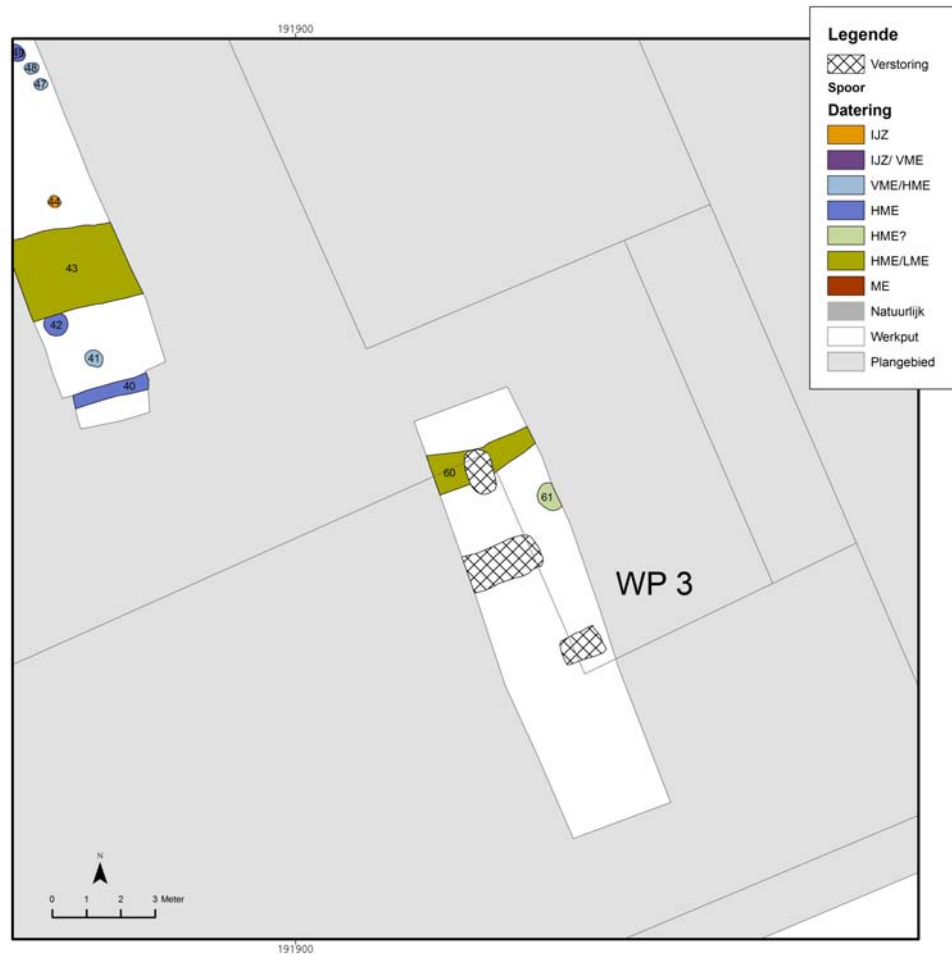 191900
Legende
Verstoring
Spoor
Datering
IJZ
IJZ/ VME
VME/HME
HME
HME?
HME/LME
ME
Natuurlijk
Werkput
Plangebied
48
47
44
43
42
41
40
60
61
WP 3
N
0 1 2 3 Meter
191900